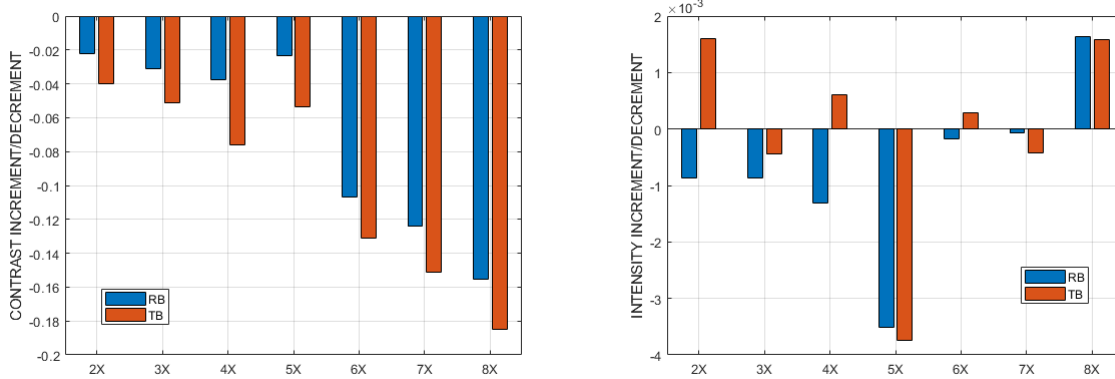 CONTRAST INCREMENT/DECREMENT
0
-0.02
-0.04
-0.06
-0.08
-0.1
-0.12
-0.14
-0.16
-0.18
-0.2
RB
TB
2X 3X 4X 5X 6X 7X 8X
INTENSITY INCREMENT/DECREMENT
×10⁻³
2
1
0
-1
-2
-3
-4
RB
TB
2X 3X 4X 5X 6X 7X 8X